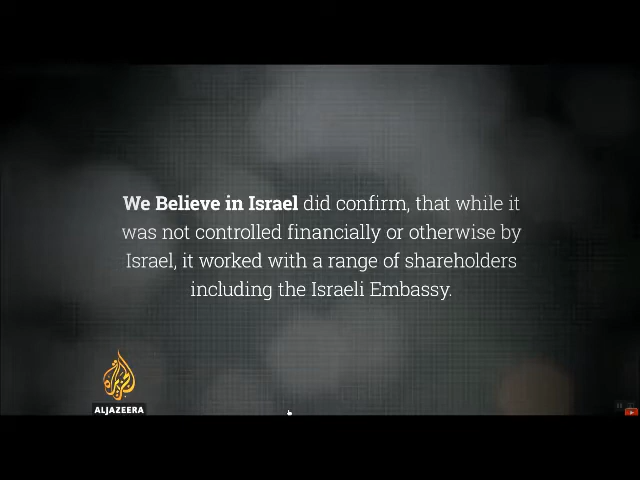 We Believe in Israel did confirm, that while it
was not controlled financially or otherwise by
Israel, it worked with a range of shareholders
including the Israeli Embassy.
الجزيرة
ALJAZEERA